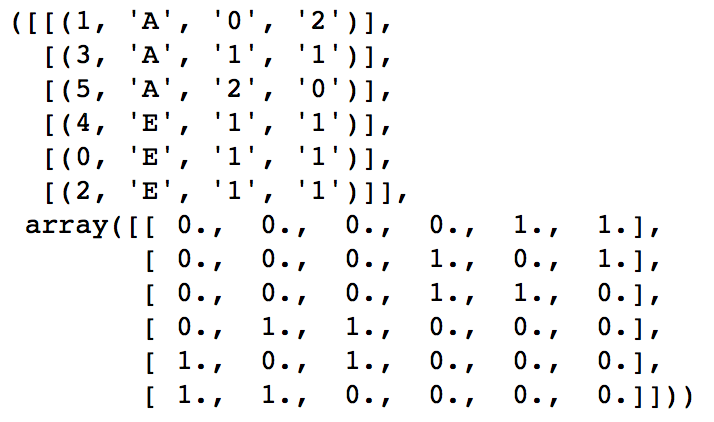 ([[(1, 'A', '0', '2')],
  [(3, 'A', '1', '1')],
  [(5, 'A', '2', '0')],
  [(4, 'E', '1', '1')],
  [(0, 'E', '1', '1')],
  [(2, 'E', '1', '1')]],
 array([[ 0.,  0.,  0.,  0.,  1.,  1.],
        [ 0.,  0.,  0.,  1.,  0.,  1.],
        [ 0.,  0.,  0.,  1.,  1.,  0.],
        [ 0.,  1.,  1.,  0.,  0.,  0.],
        [ 1.,  0.,  1.,  0.,  0.,  0.],
        [ 1.,  1.,  0.,  0.,  0.,  0.]]))